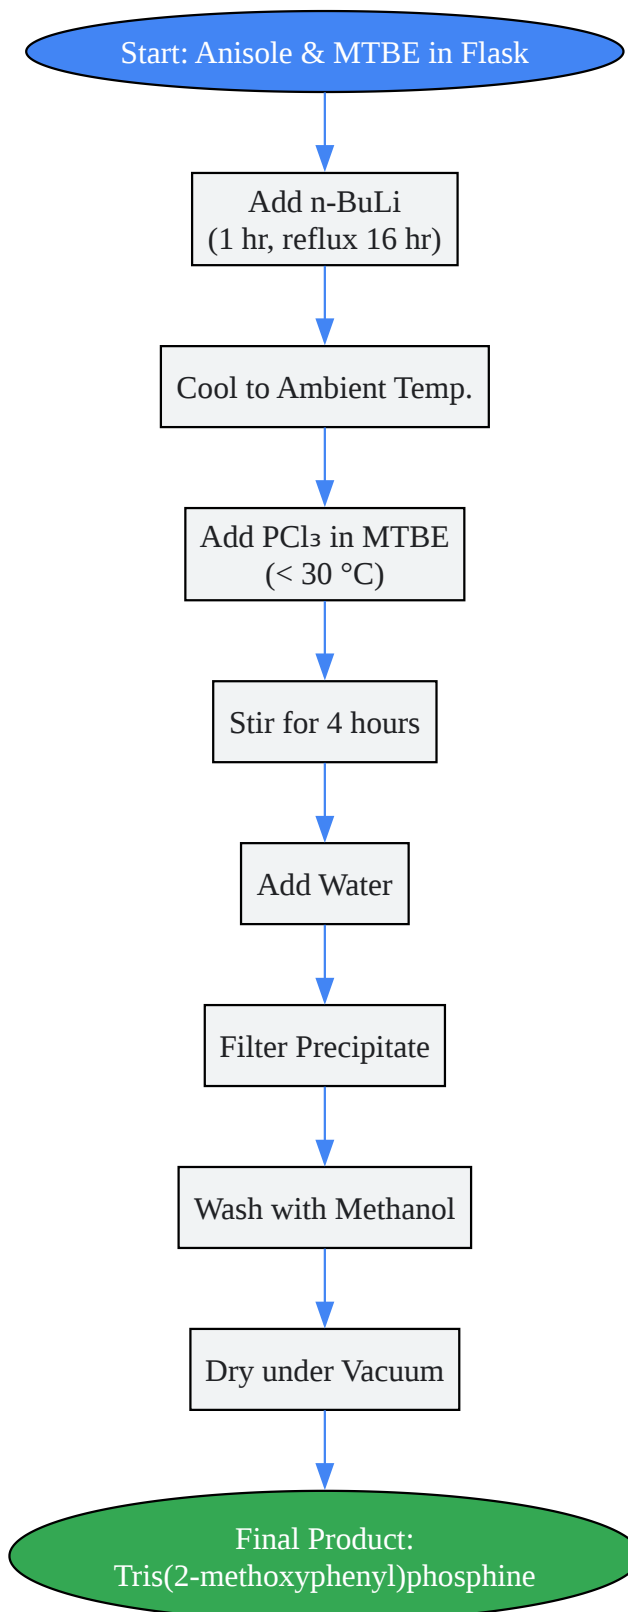 Start: Anisole & MTBE in Flask
Add n-BuLi
(1 hr, reflux 16 hr)
Cool to Ambient Temp.
Add PCl₃ in MTBE
(< 30 °C)
Stir for 4 hours
Add Water
Filter Precipitate
Wash with Methanol
Dry under Vacuum
Final Product:
Tris(2-methoxyphenyl)phosphine